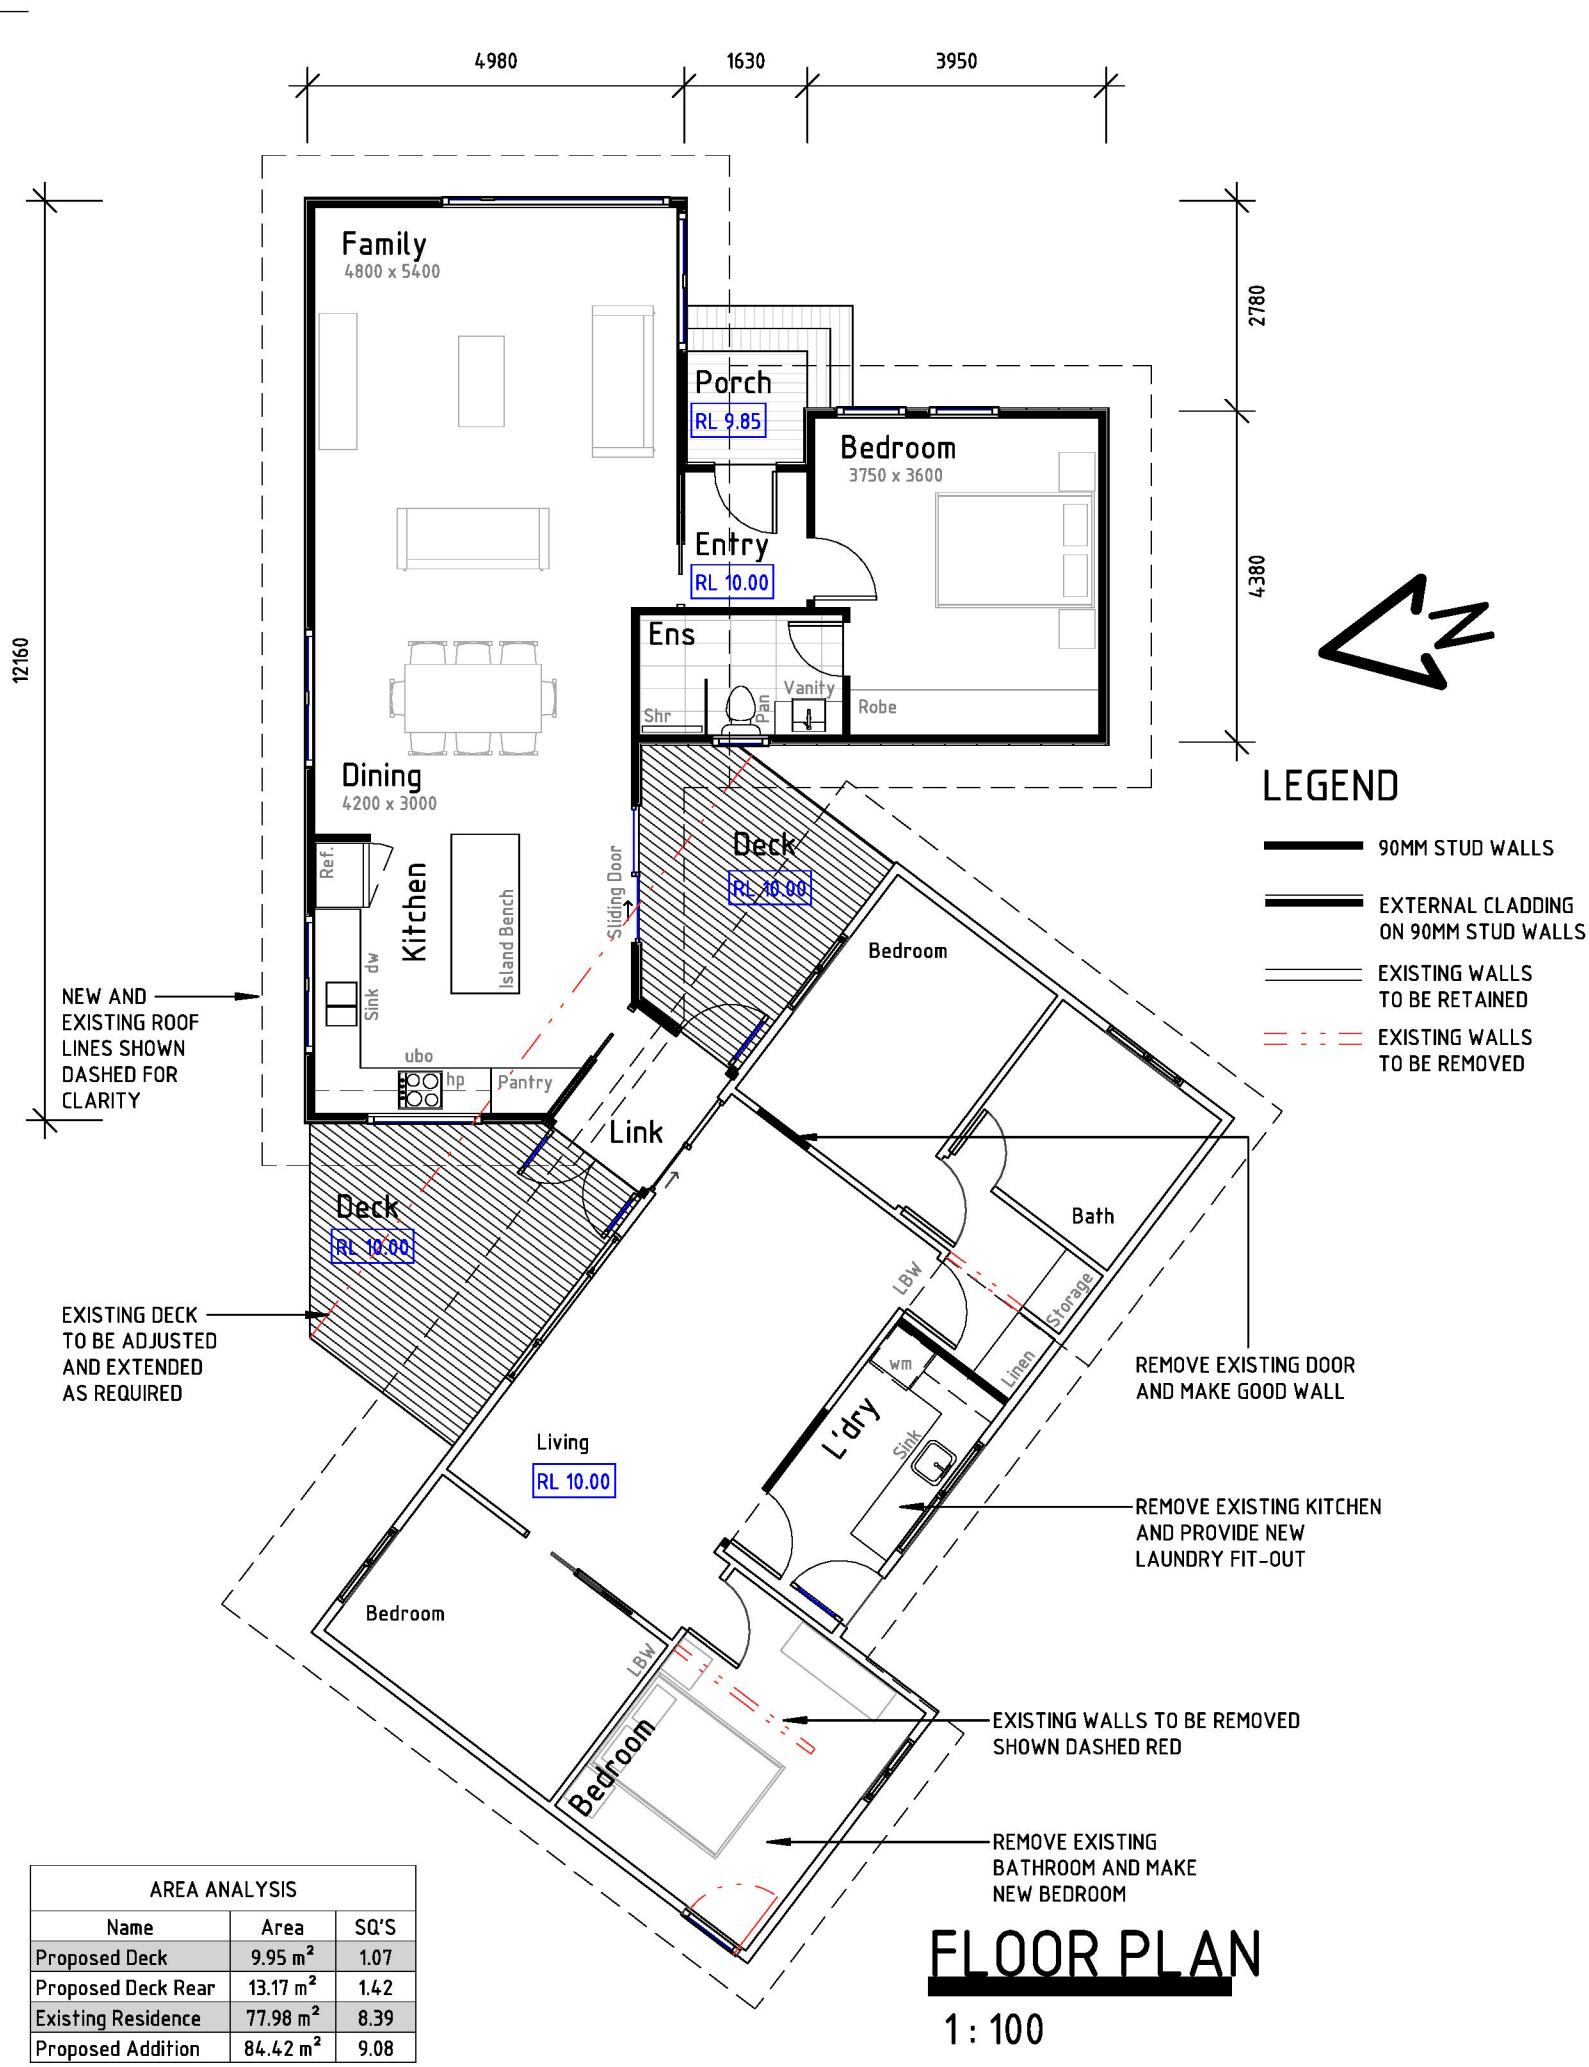 4980
1630
3950
12160
2780
4380
Family
4800 x 5400
Porch
RL 9.85
Bedroom
3750 x 3600
Entry
RL 10.00
Ens
Shr
Pan
Vanity
Robe
Dining
4200 x 3000
Ref.
Kitchen
Island Bench
Sliding Door
Sink
dw
ubo
hp
Pantry
Deck
RL 10.00
Link
Bedroom
N
LEGEND
90MM STUD WALLS
EXTERNAL CLADDING
ON 90MM STUD WALLS
EXISTING WALLS
TO BE RETAINED
EXISTING WALLS
TO BE REMOVED
NEW AND
EXISTING ROOF
LINES SHOWN
DASHED FOR
CLARITY
Deck
RL 10.00
EXISTING DECK
TO BE ADJUSTED
AND EXTENDED
AS REQUIRED
Bath
LBW
Storage
Linen
wm
L'dry
Sink
Living
RL 10.00
Bedroom
LBW
Bedroom
REMOVE EXISTING DOOR
AND MAKE GOOD WALL
REMOVE EXISTING KITCHEN
AND PROVIDE NEW
LAUNDRY FIT-OUT
EXISTING WALLS TO BE REMOVED
SHOWN DASHED RED
REMOVE EXISTING
BATHROOM AND MAKE
NEW BEDROOM
AREA ANALYSIS
Name Area SQ'S
Proposed Deck 9.95 m² 1.07
Proposed Deck Rear 13.17 m² 1.42
Existing Residence 77.98 m² 8.39
Proposed Addition 84.42 m² 9.08
FLOOR PLAN
1 : 100